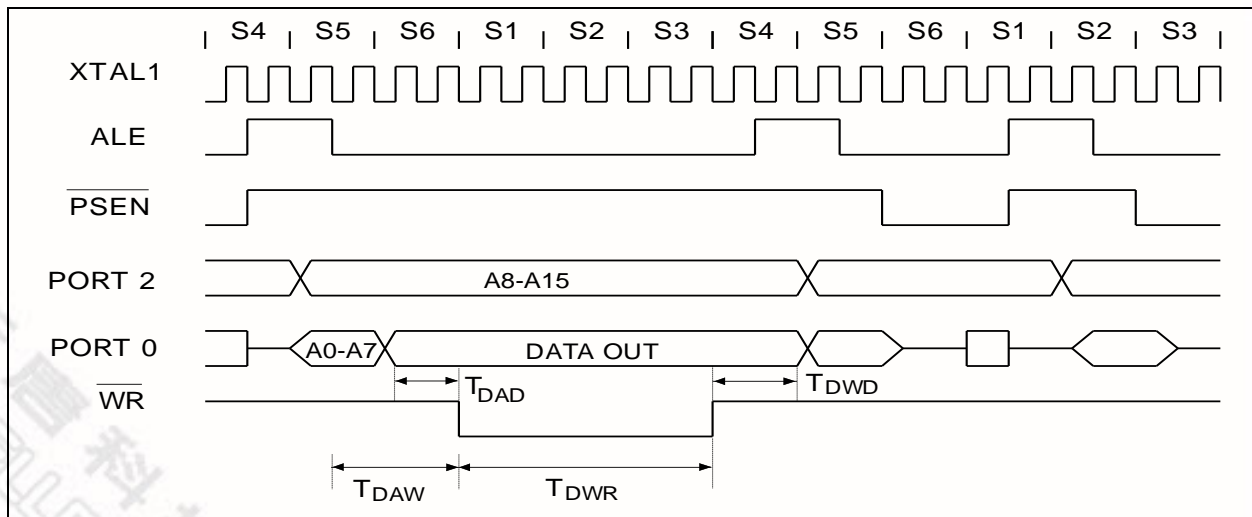 S4 S5 S6 S1 S2 S3 S4 S5 S6 S1 S2 S3
XTAL1
ALE
PSEN
PORT 2
A8-A15
PORT 0
A0-A7
DATA OUT
TDAD
TDWD
WR
TDAW
TDWR
科